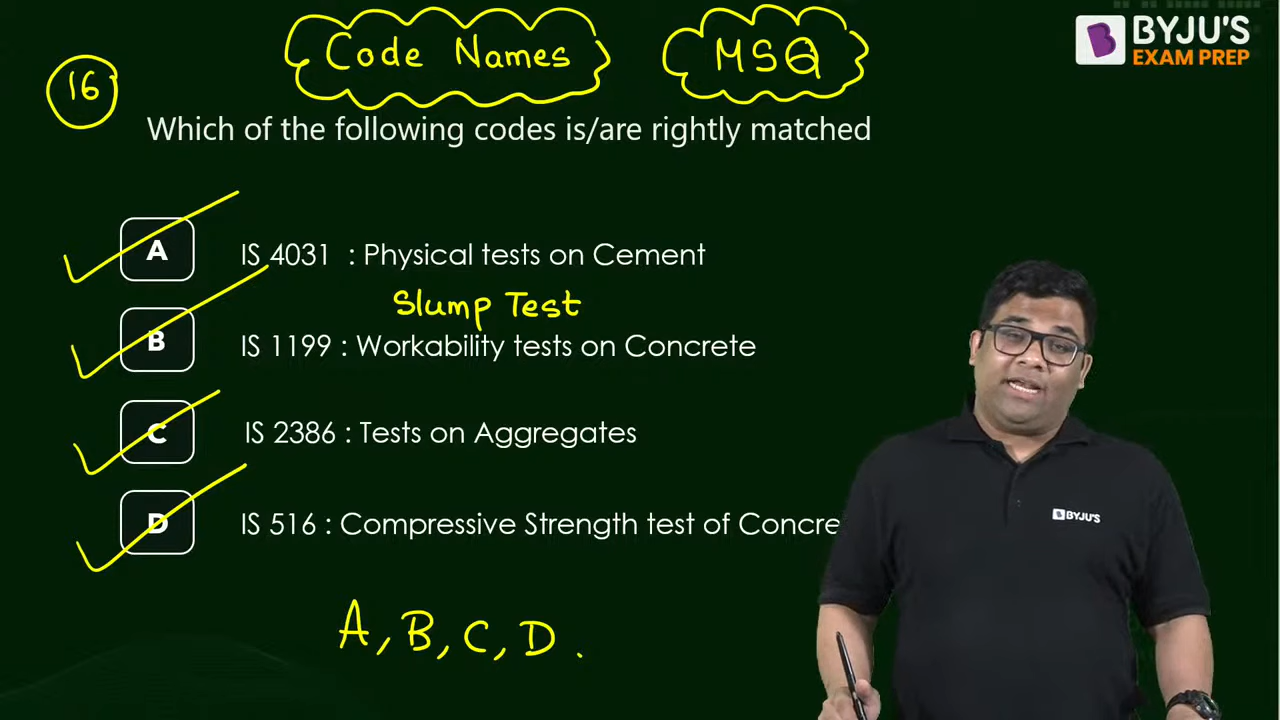 Code Names
MSQ
BYJU'S
EXAM PREP
16
Which of the following codes is/are rightly matched
A
IS 4031 : Physical tests on Cement
Slump Test
B
IS 1199 : Workability tests on Concrete
C
IS 2386 : Tests on Aggregates
D
IS 516 : Compressive Strength test of Concre
BYJU'S
A, B, C, D.